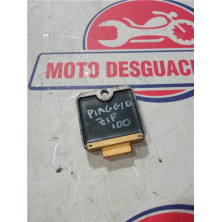 MOTO DESGUACE
PIAGGIO
ZIP
100